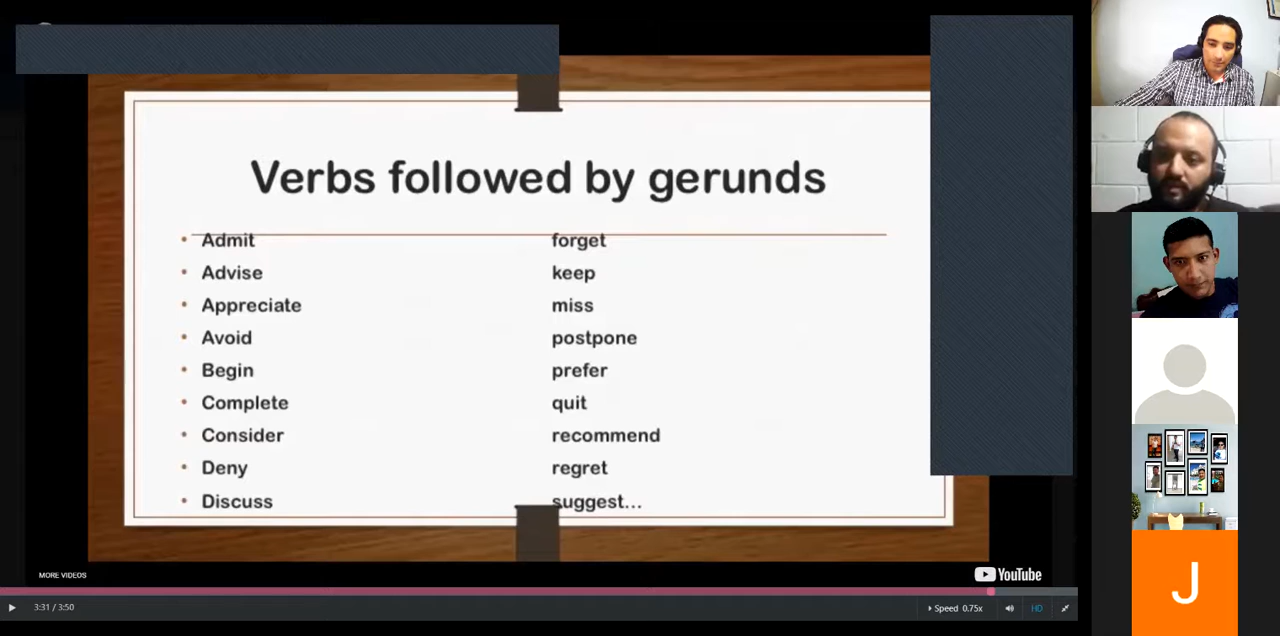 Verbs followed by gerunds
• Admit forget
• Advise keep
• Appreciate miss
• Avoid postpone
• Begin prefer
• Complete quit
• Consider recommend
• Deny regret
• Discuss suggest...
MORE VIDEOS
YouTube
3:31 / 3:50
Speed 0.75x
HD
J